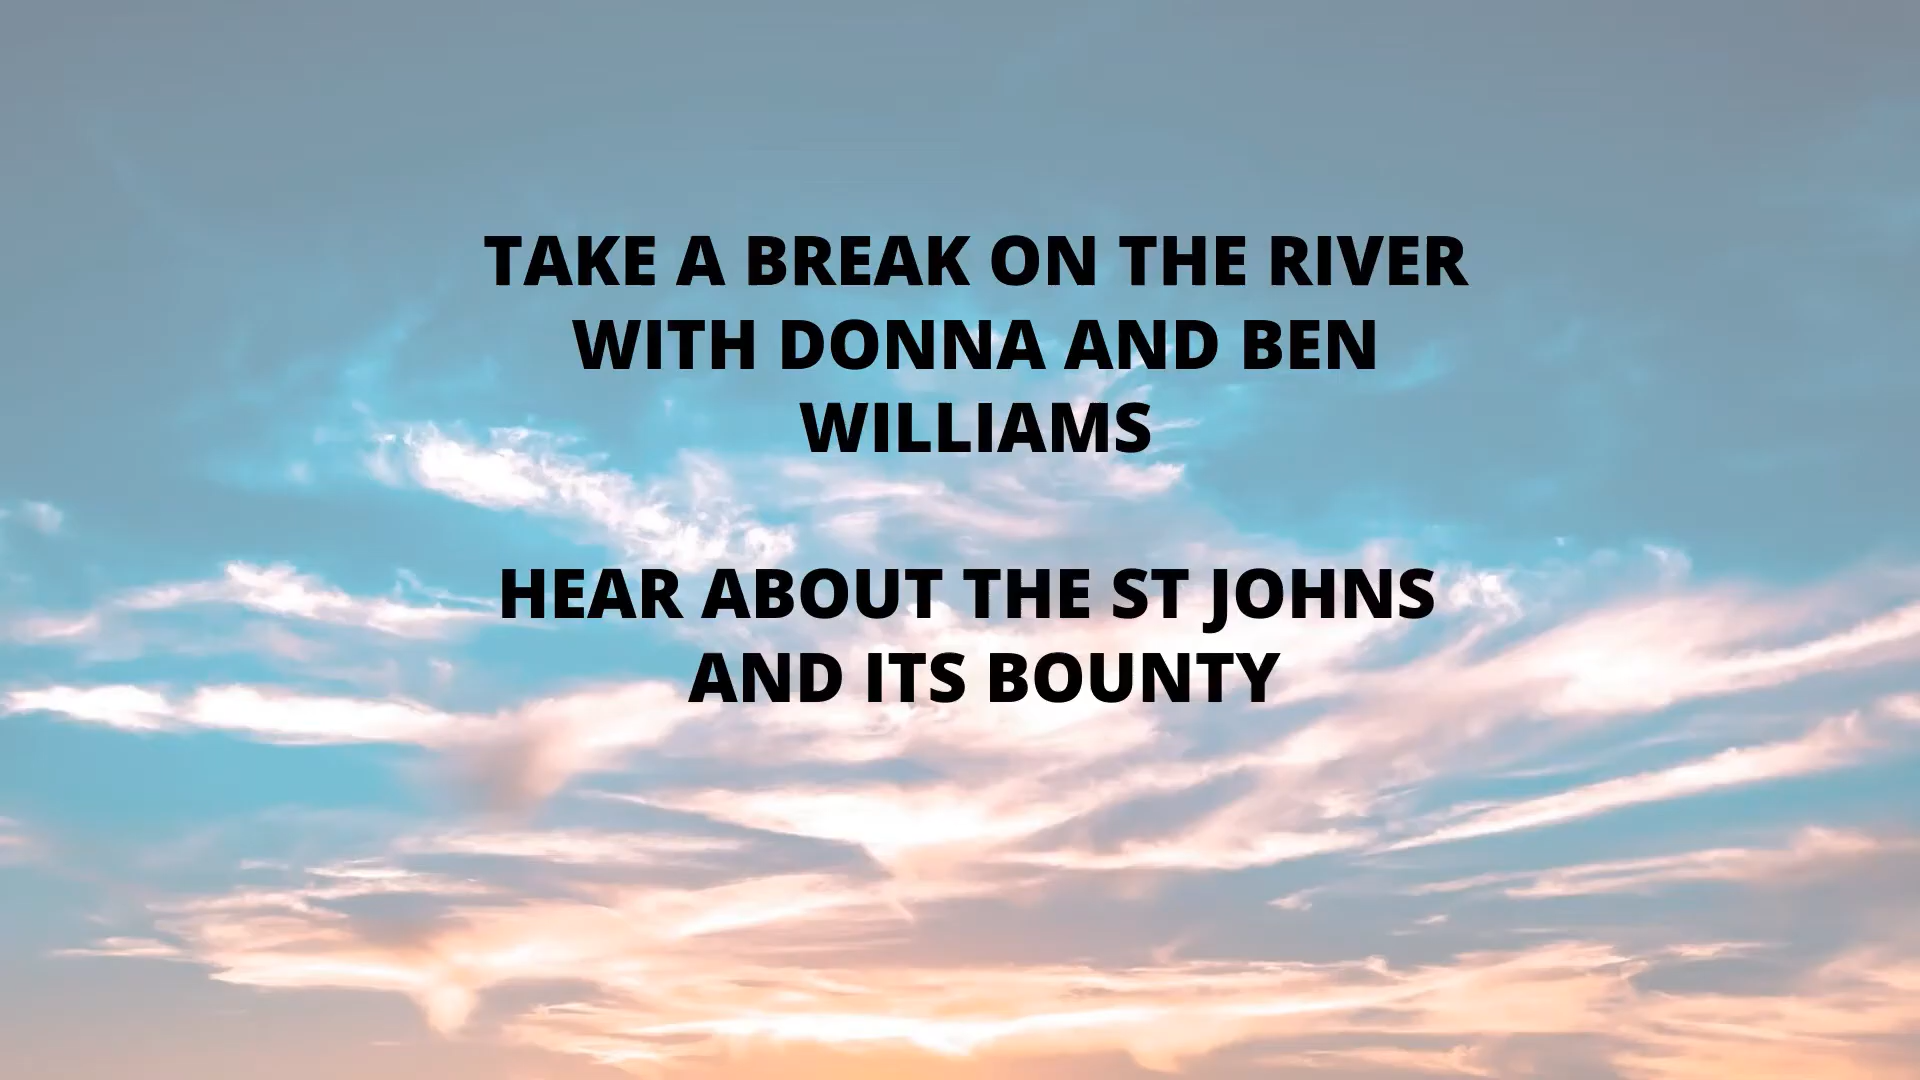 TAKE A BREAK ON THE RIVER
WITH DONNA AND BEN
WILLIAMS
HEAR ABOUT THE ST JOHNS
AND ITS BOUNTY